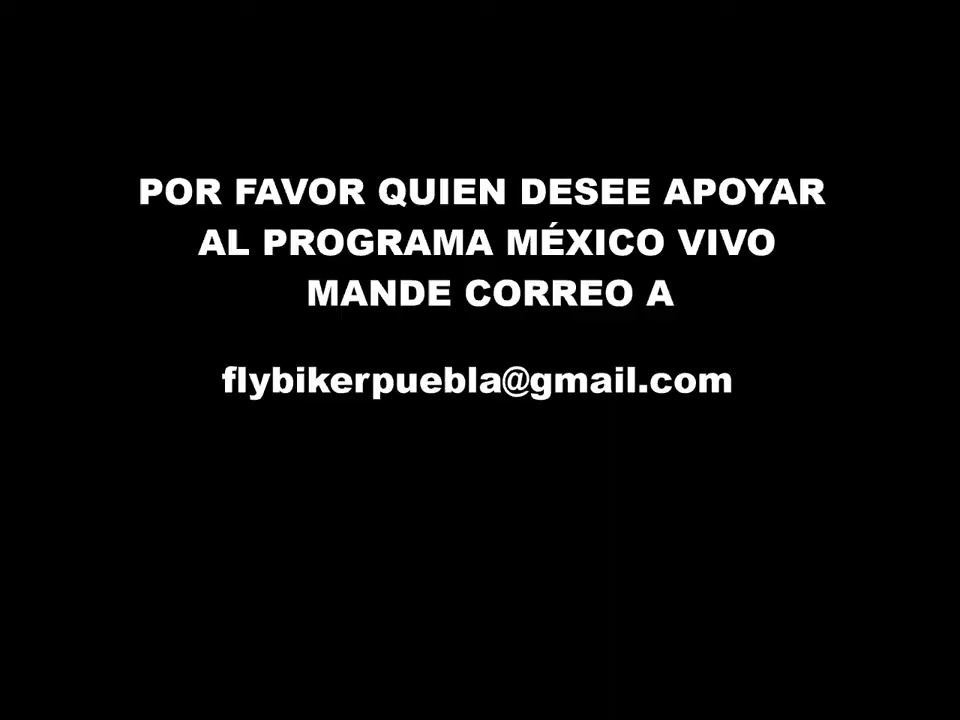 POR FAVOR QUIEN DESEE APOYAR
AL PROGRAMA MÉXICO VIVO
MANDE CORREO A
flybikerpuebla@gmail.com